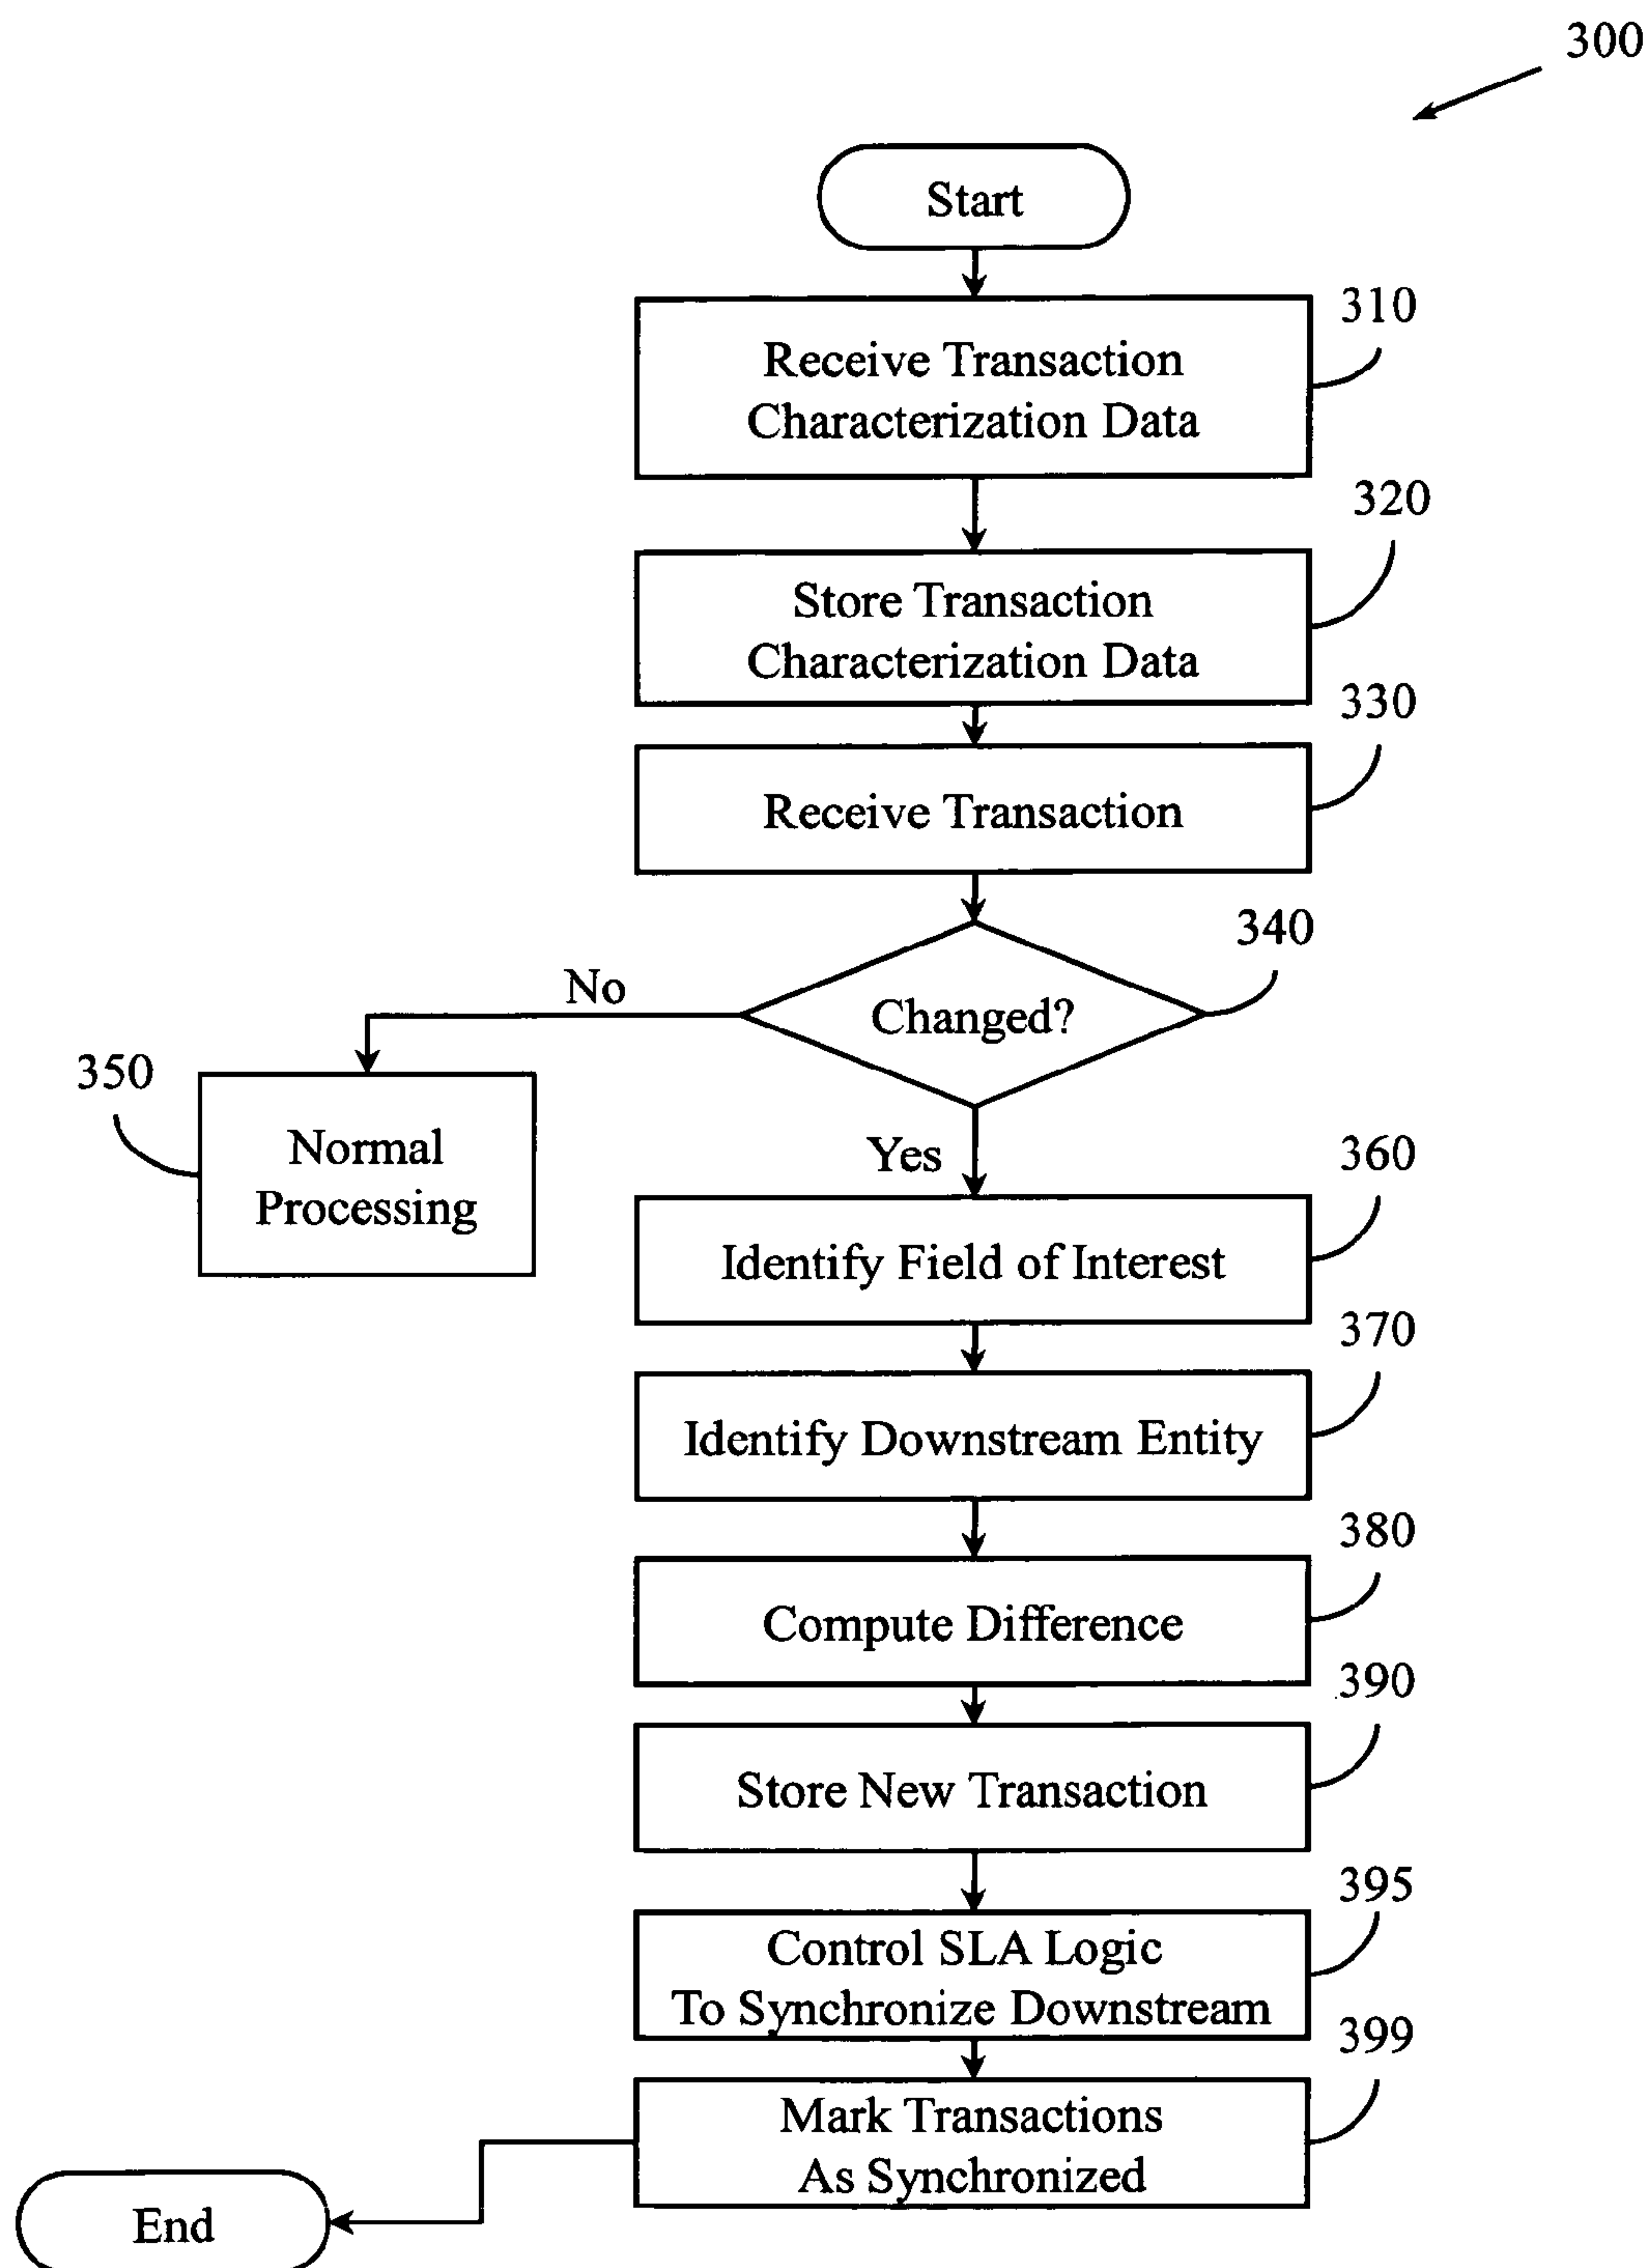 300
Start
310
Receive Transaction
Characterization Data
320
Store Transaction
Characterization Data
330
Receive Transaction
340
Changed?
No
350
Normal
Processing
Yes
360
Identify Field of Interest
370
Identify Downstream Entity
380
Compute Difference
390
Store New Transaction
395
Control SLA Logic
To Synchronize Downstream
399
Mark Transactions
As Synchronized
End